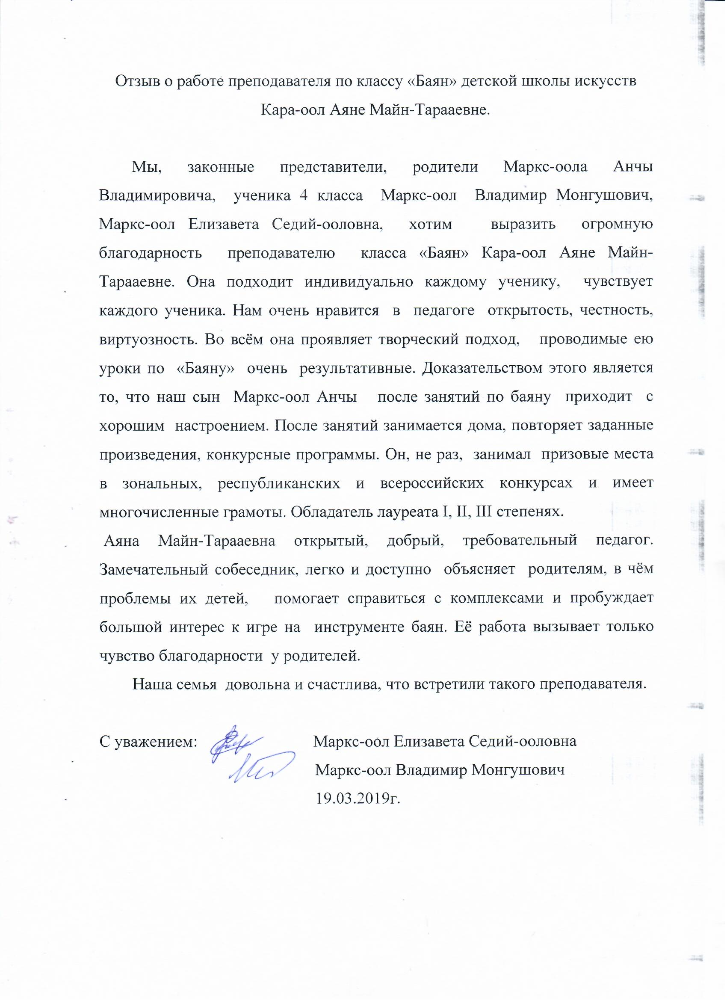 Отзыв о работе преподавателя по классу «Баян» детской школы искусств
Кара-оол Аяне Майн-Тарааевне.
Мы, законные представители, родители Маркс-оола Анчы
Владимировича, ученика 4 класса Маркс-оол Владимир Монгушович,
Маркс-оол Елизавета Седий-ооловна, хотим выразить огромную
благодарность преподавателю класса «Баян» Кара-оол Аяне Майн-
Тарааевне. Она подходит индивидуально каждому ученику, чувствует
каждого ученика. Нам очень нравится в педагоге открытость, честность,
виртуозность. Во всём она проявляет творческий подход, проводимые ею
уроки по «Баяну» очень результативные. Доказательством этого является
то, что наш сын Маркс-оол Анчы после занятий по баяну приходит с
хорошим настроением. После занятий занимается дома, повторяет заданные
произведения, конкурсные программы. Он, не раз, занимал призовые места
в зональных, республиканских и всероссийских конкурсах и имеет
многочисленные грамоты. Обладатель лауреата I, II, III степенях.
Аяна Майн-Тарааевна открытый, добрый, требовательный педагог.
Замечательный собеседник, легко и доступно объясняет родителям, в чём
проблемы их детей, помогает справиться с комплексами и пробуждает
большой интерес к игре на инструменте баян. Её работа вызывает только
чувство благодарности у родителей.
Наша семья довольна и счастлива, что встретили такого преподавателя.
С уважением: Маркс-оол Елизавета Седий-ооловна
Маркс-оол Владимир Монгушович
19.03.2019г.